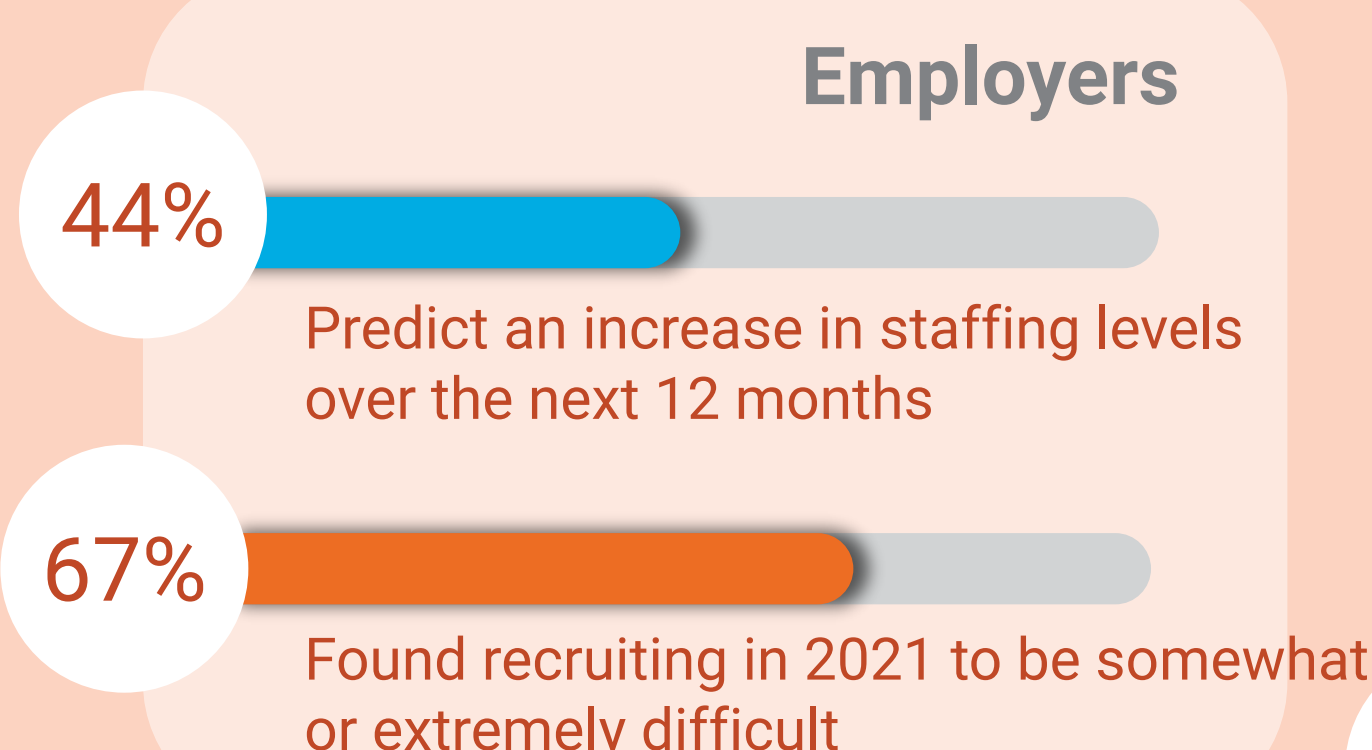 Employers
44%
Predict an increase in staffing levels
over the next 12 months
67%
Found recruiting in 2021 to be somewhat
or extremely difficult